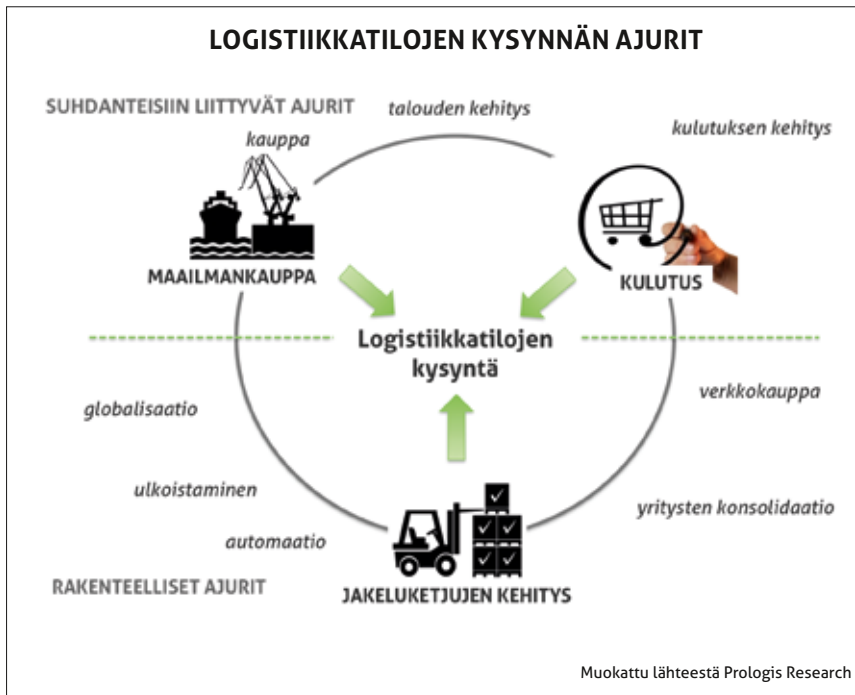 LOGISTIIKKATILOJEN KYSYNNÄN AJURIT
SUHDANTEISIIN LIITTYVÄT AJURIT
talouden kehitys
kulutuksen kehitys
kauppa
MAAILMANKAUPPA
KULUTUS
Logistiikkatilojen
kysyntä
globalisaatio
verkkokauppa
ulkoistaminen
yritysten konsolidaatio
automaatio
RAKENTEELLISET AJURIT
JAKELUKETJUJEN KEHITYS
Muokattu lähteestä Prologis Research